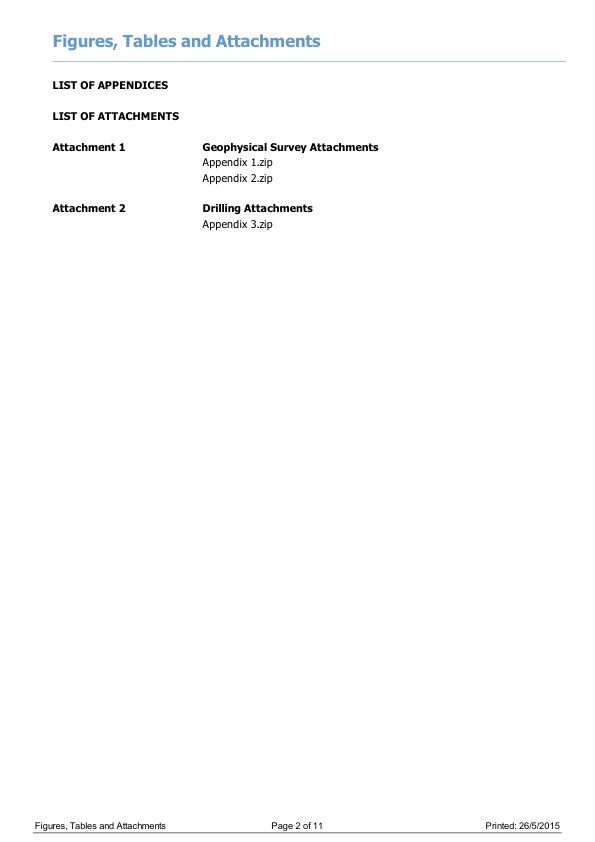 Figures, Tables and Attachments
LIST OF APPENDICES
LIST OF ATTACHMENTS
Attachment 1 Geophysical Survey Attachments
Appendix 1.zip
Appendix 2.zip
Attachment 2 Drilling Attachments
Appendix 3.zip
Figures, Tables and Attachments Page 2 of 11 Printed: 26/5/2015